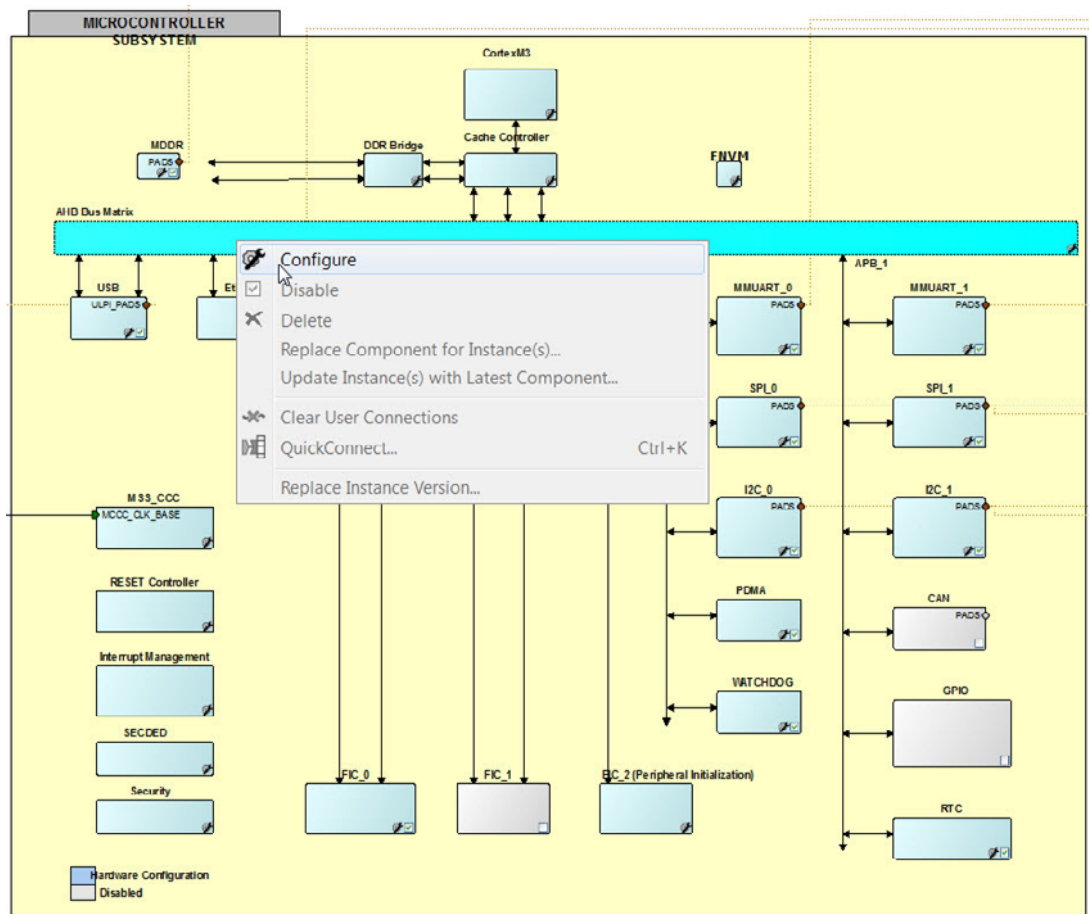 MICROCONTROLLER
SUBSYSTEM
CortexM3
MDDR
PADS
DDR Bridge
Cache Controller
ENVM
AHB Bus Matrix
Configure
Disable
Delete
Replace Component for Instance(s)...
Update Instance(s) with Latest Component...
Clear User Connections
QuickConnect... Ctrl+K
Replace Instance Version...
APB_1
USB
ULPI_PADS
Et
MMUART_0
PADS
MMUART_1
PADS
SPI_0
PADS
SPI_1
PADS
I2C_0
PADS
I2C_1
PADS
MSS_CCC
MCCC_CLK_BASE
RESET Controller
PDMA
CAN
PADS
Interrupt Management
WATCHDOG
GPIO
SECDED
FIC_0
FIC_1
FIC_2 (Peripheral Initialization)
Security
RTC
Hardware Configuration
Disabled